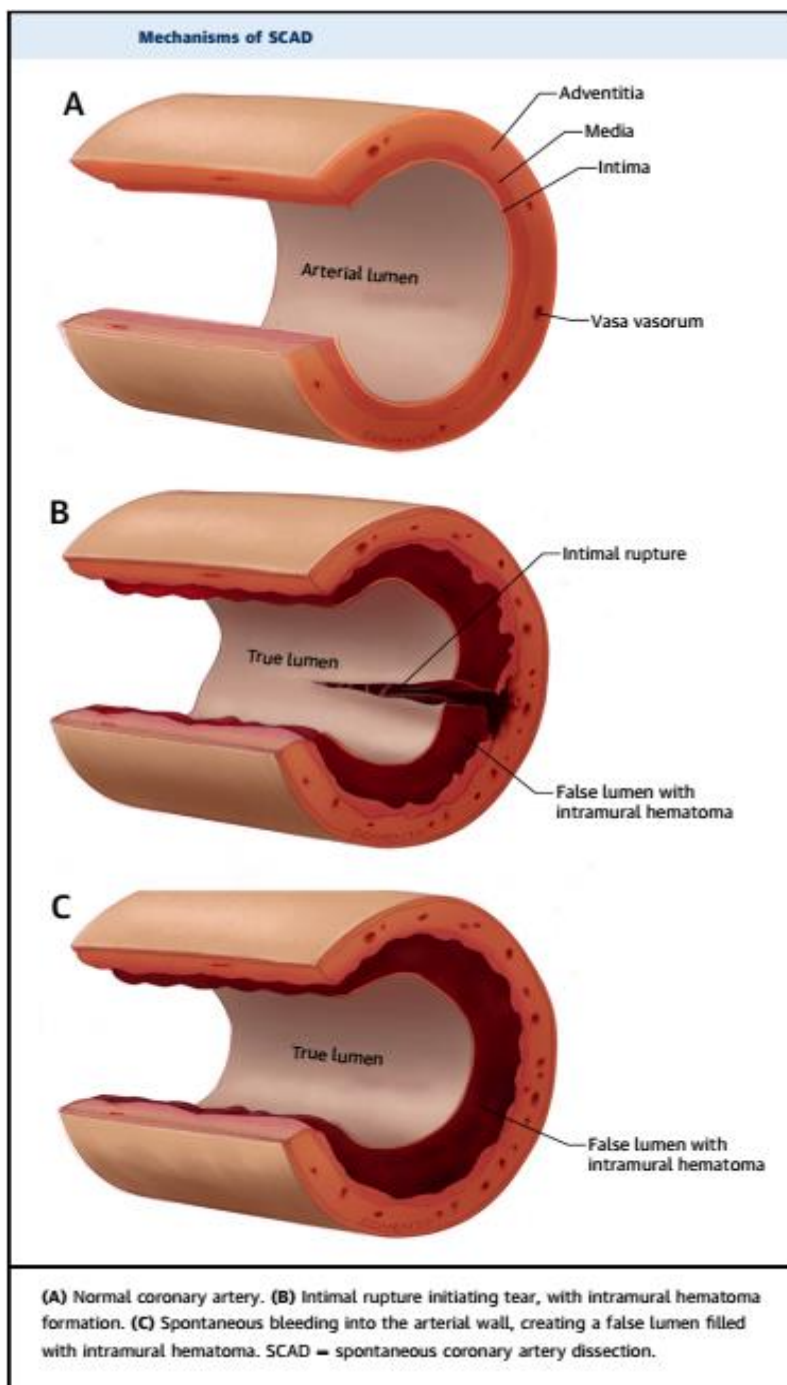 Mechanisms of SCAD
A
Adventitia
Media
Intima
Arterial lumen
Vasa vasorum
B
Intimal rupture
True lumen
False lumen with
intramural hematoma
C
True lumen
False lumen with
intramural hematoma
(A) Normal coronary artery. (B) Intimal rupture initiating tear, with intramural hematoma
formation. (C) Spontaneous bleeding into the arterial wall, creating a false lumen filled
with intramural hematoma. SCAD = spontaneous coronary artery dissection.